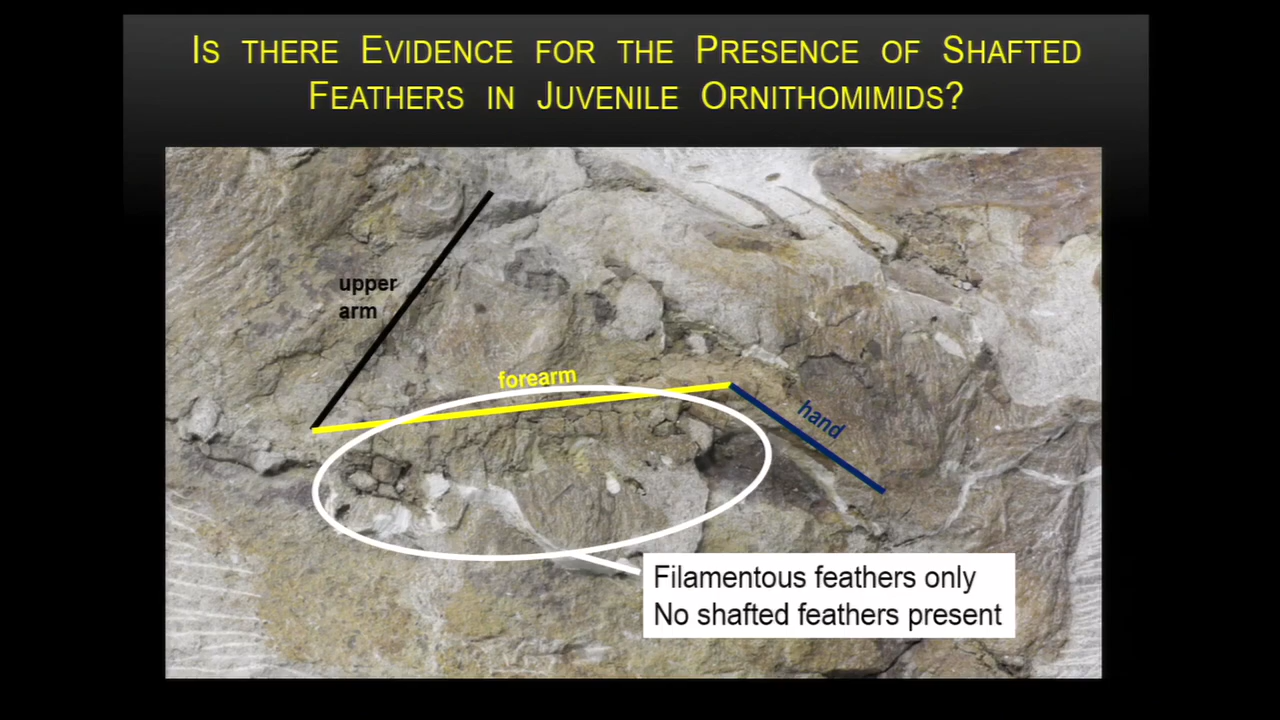 IS THERE EVIDENCE FOR THE PRESENCE OF SHAFTED
FEATHERS IN JUVENILE ORNITHOMIMIDS?
upper
arm
forearm
hand
Filamentous feathers only
No shafted feathers present